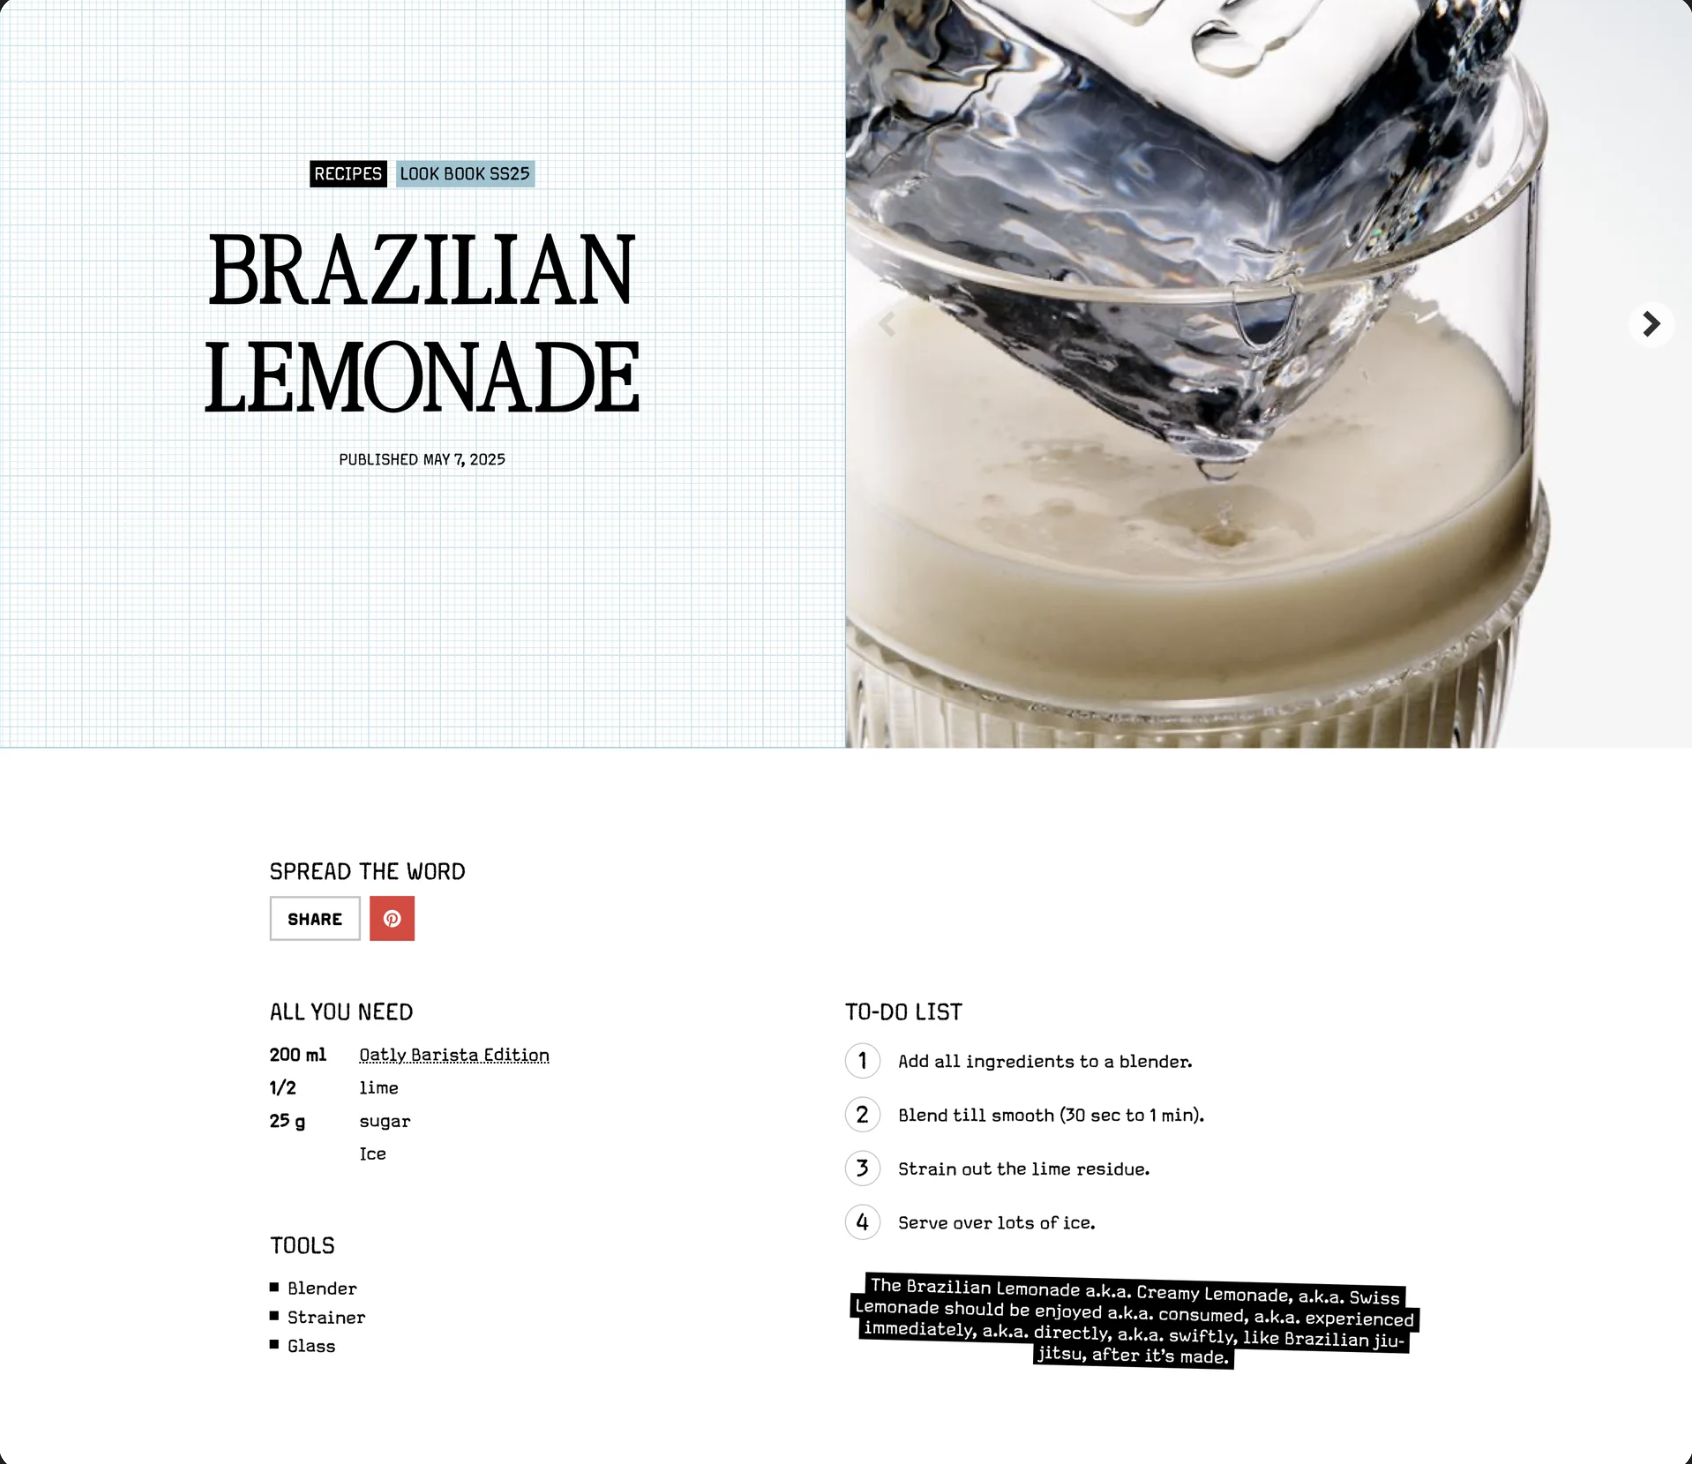 RECIPES LOOK BOOK SS25
BRAZILIAN
LEMONADE
PUBLISHED MAY 7, 2025
SPREAD THE WORD
SHARE
ALL YOU NEED
200 ml Oatly Barista Edition
1/2 lime
25 g sugar
Ice
TOOLS
Blender
Strainer
Glass
TO-DO LIST
1 Add all ingredients to a blender.
2 Blend till smooth (30 sec to 1 min).
3 Strain out the lime residue.
4 Serve over lots of ice.
The Brazilian Lemonade a.k.a. Creamy Lemonade, a.k.a. Swiss
Lemonade should be enjoyed a.k.a. consumed, a.k.a. experienced
immediately, a.k.a. directly, a.k.a. swiftly, like Brazilian jiu-
jitsu, after it's made.